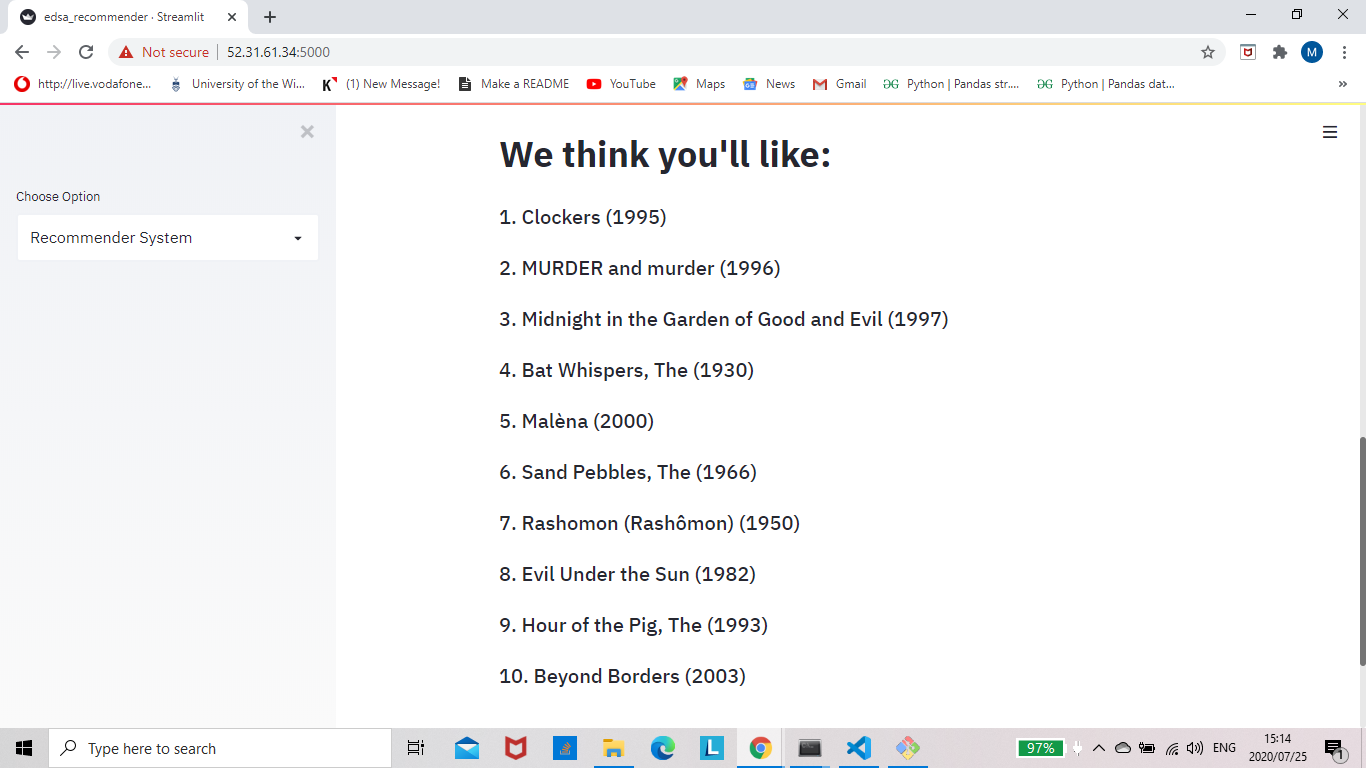 edsa_recommender · Streamlit
Not secure 52.31.61.34:5000
M
http://live.vodafone... University of the Wi... (1) New Message! Make a README YouTube Maps News Gmail Python | Pandas str.... Python | Pandas dat... »
We think you'll like:
Choose Option
Recommender System
1. Clockers (1995)
2. MURDER and murder (1996)
3. Midnight in the Garden of Good and Evil (1997)
4. Bat Whispers, The (1930)
5. Malèna (2000)
6. Sand Pebbles, The (1966)
7. Rashomon (Rashômon) (1950)
8. Evil Under the Sun (1982)
9. Hour of the Pig, The (1993)
10. Beyond Borders (2003)
Type here to search
L
97%
ENG
15:14
2020/07/25
1